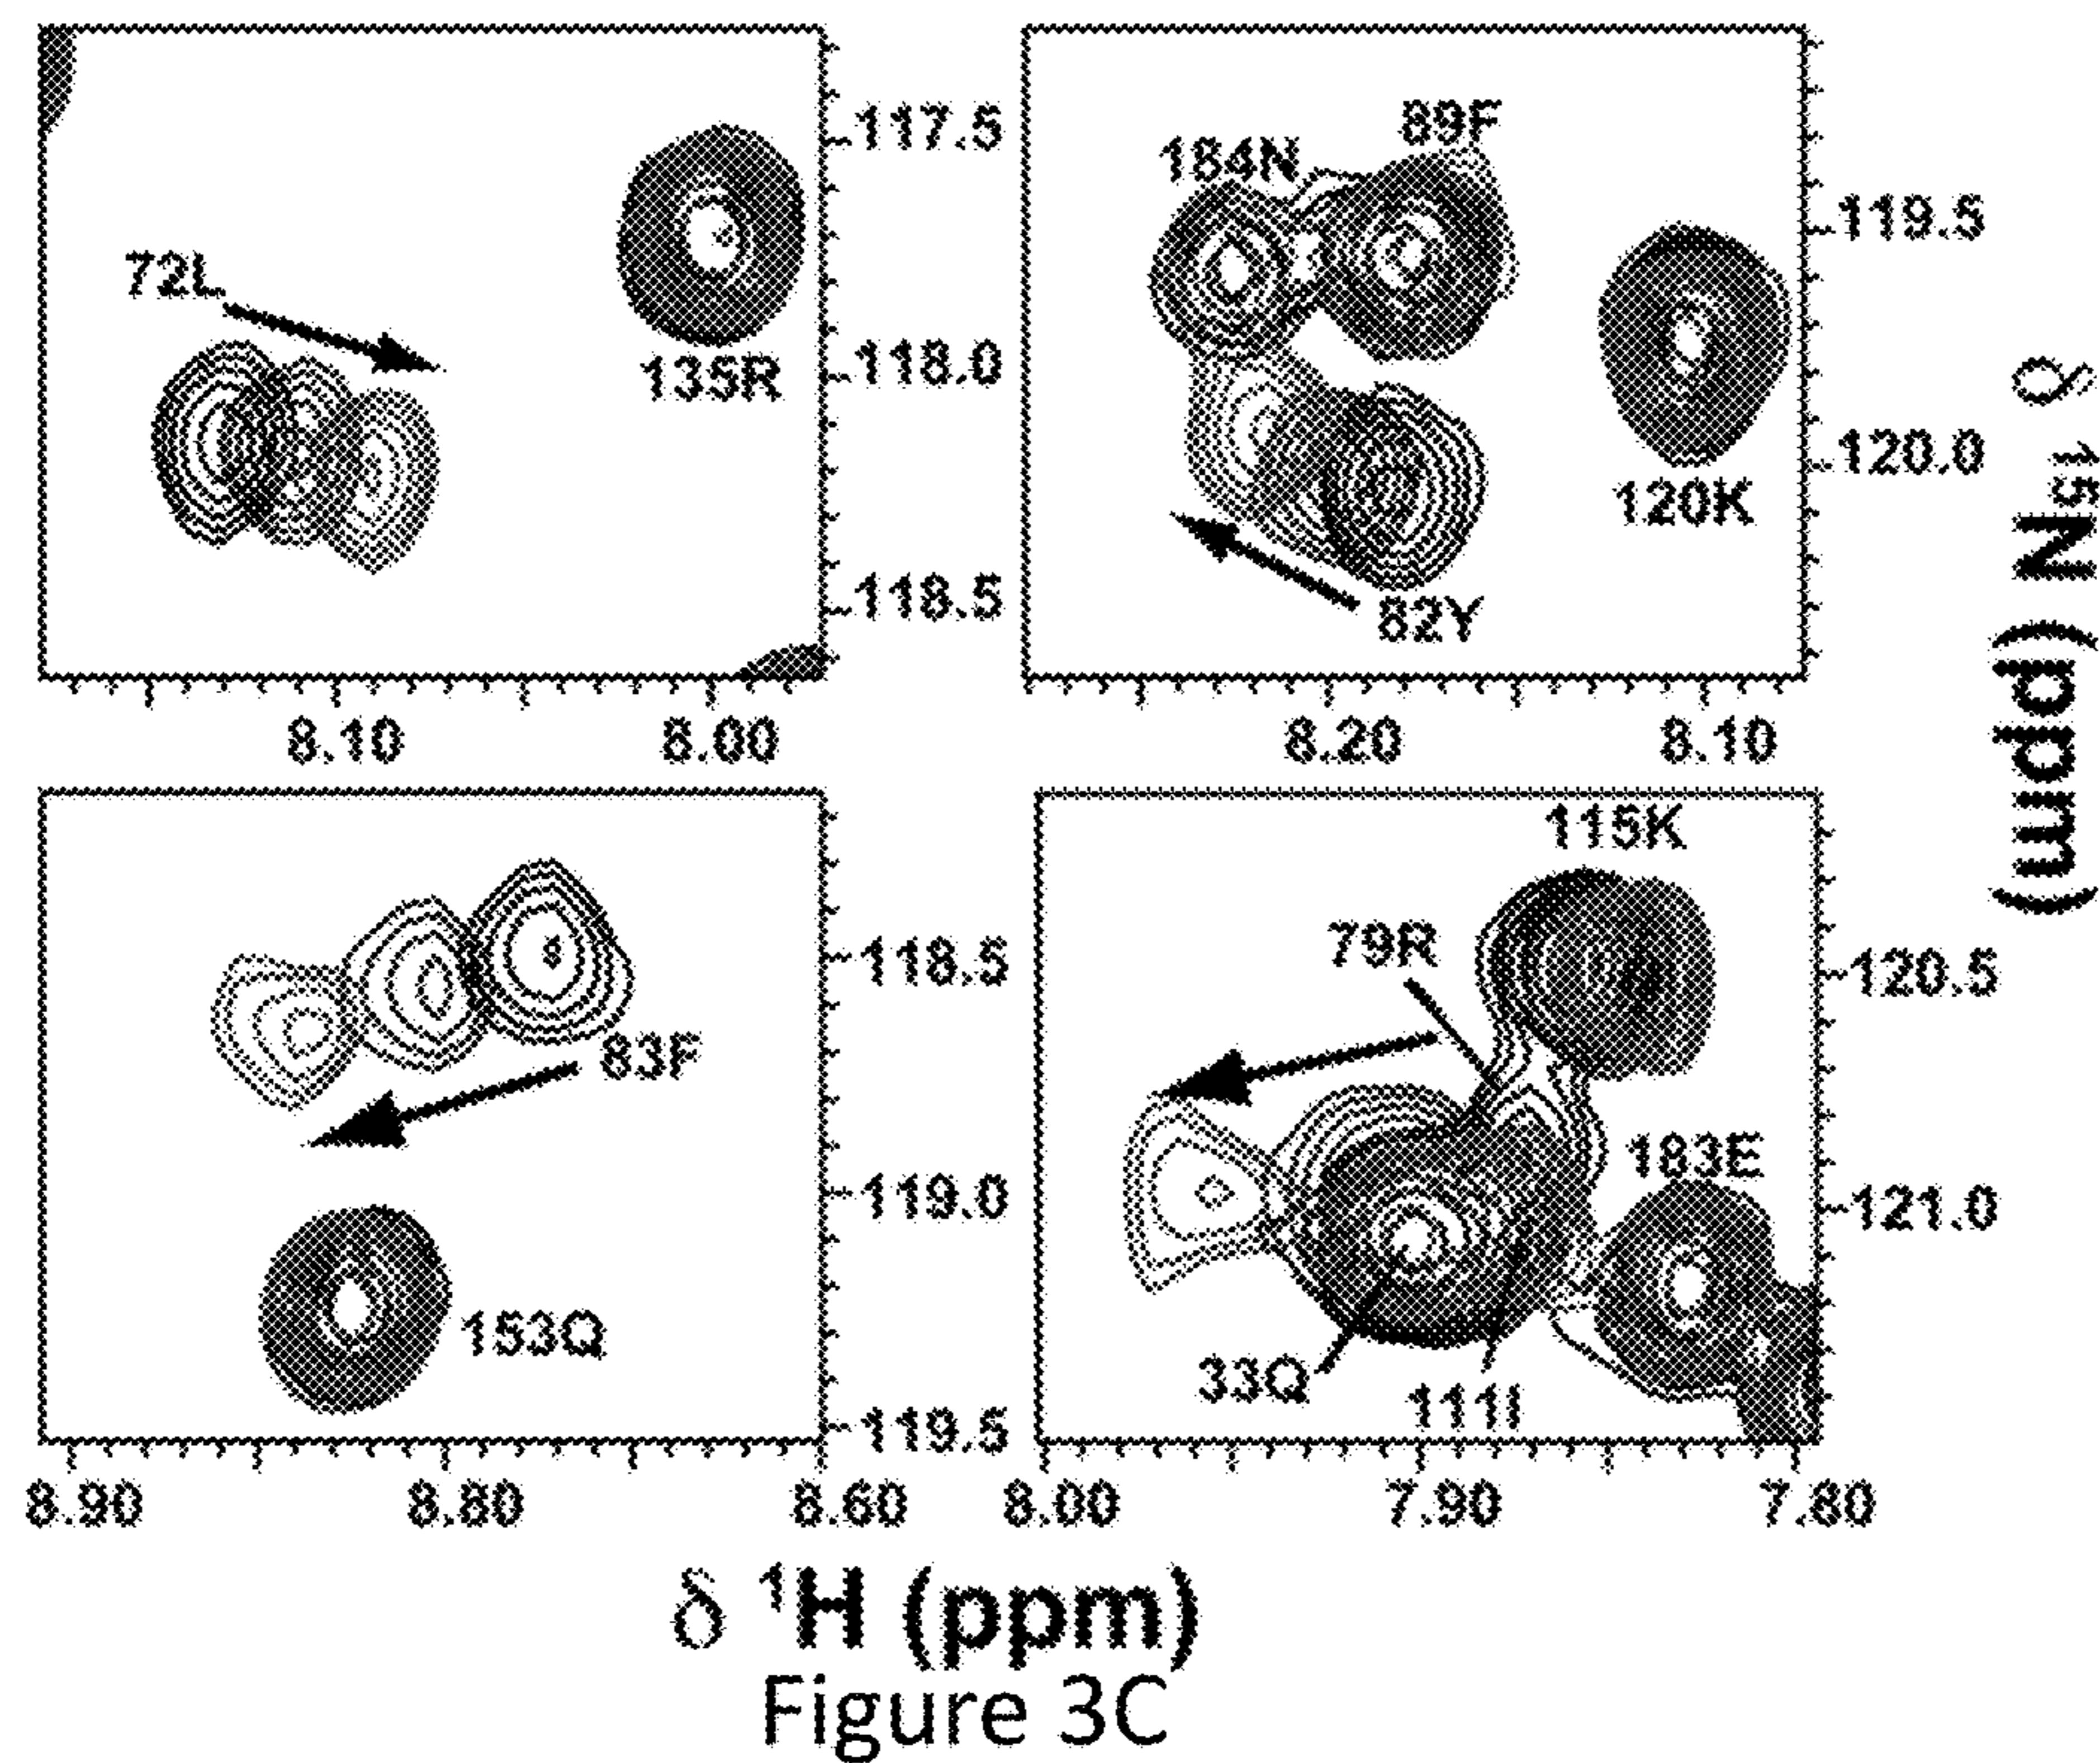 72L
135R
117.5
118.0
118.5
8.10
8.00
184N
89F
120K
82Y
119.5
120.0
8.20
8.10
δ 15N (ppm)
83F
153Q
118.5
119.0
119.5
8.90
8.80
8.60
115K
79R
183E
33Q
111I
120.5
121.0
8.00
7.90
7.80
δ 1H (ppm)
Figure 3C